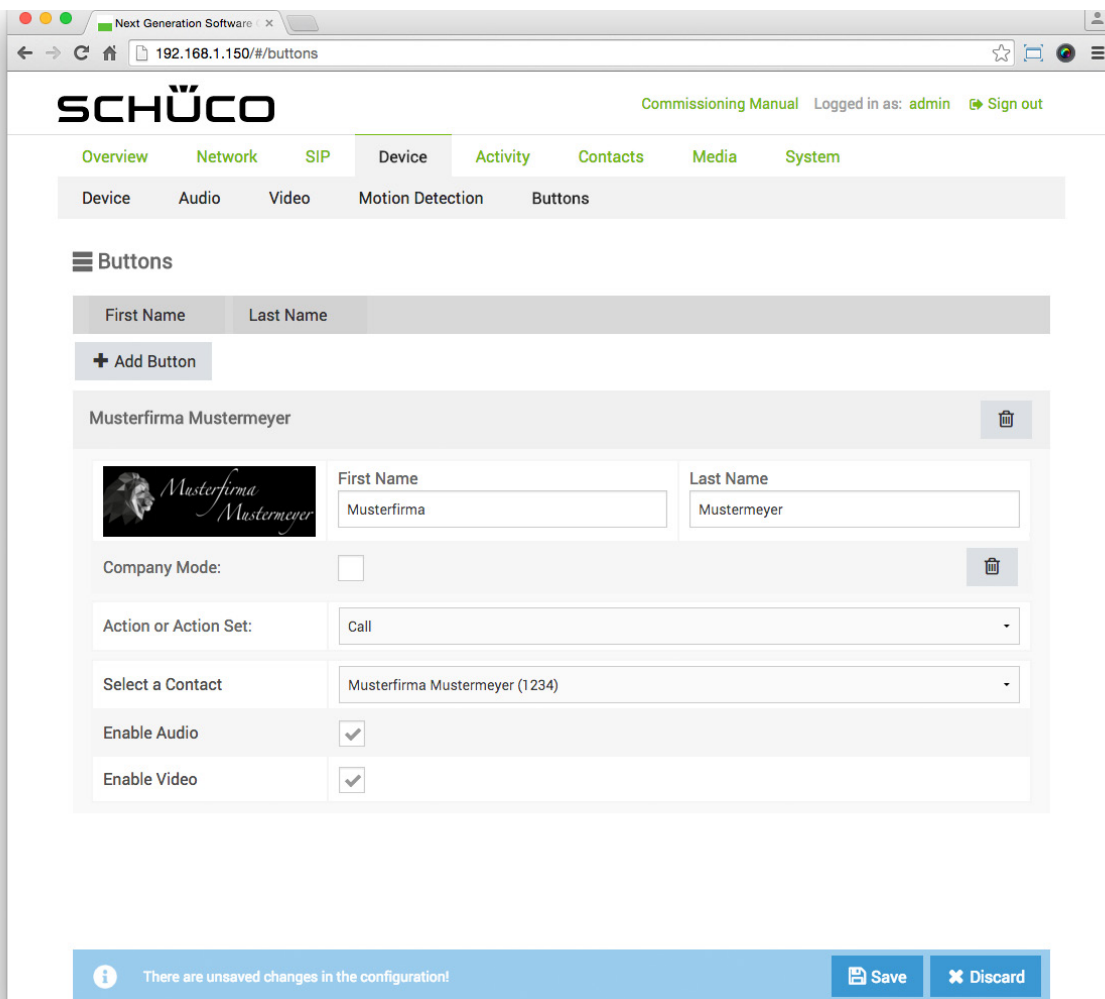 Next Generation Software
192.168.1.150/#/buttons
SCHÜCO
Commissioning Manual Logged in as: admin Sign out
Overview Network SIP Device Activity Contacts Media System
Device Audio Video Motion Detection Buttons
Buttons
First Name Last Name
Add Button
Musterfirma Mustermeyer
Musterfirma
Mustermeyer
First Name Last Name
Musterfirma Mustermeyer
Company Mode:
Action or Action Set: Call
Select a Contact Musterfirma Mustermeyer (1234)
Enable Audio
Enable Video
There are unsaved changes in the configuration! Save Discard